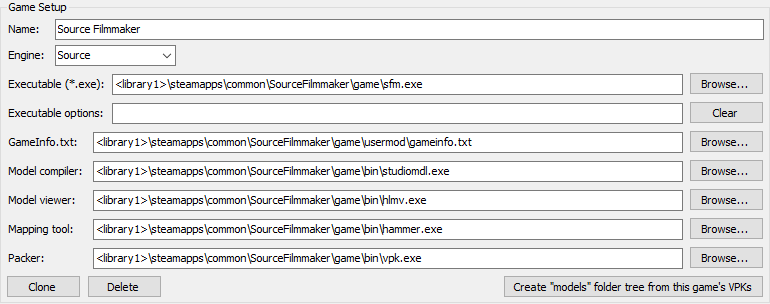 Game Setup
Name: Source Filmmaker
Engine: Source
Executable (*.exe): <library1>\steamapps\common\SourceFilmmaker\game\sfm.exe Browse...
Executable options: Clear
GameInfo.txt: <library1>\steamapps\common\SourceFilmmaker\game\usermod\gameinfo.txt Browse...
Model compiler: <library1>\steamapps\common\SourceFilmmaker\game\bin\studiomdl.exe Browse...
Model viewer: <library1>\steamapps\common\SourceFilmmaker\game\bin\hlmv.exe Browse...
Mapping tool: <library1>\steamapps\common\SourceFilmmaker\game\bin\hammer.exe Browse...
Packer: <library1>\steamapps\common\SourceFilmmaker\game\bin\vpk.exe Browse...
Clone Delete Create "models" folder tree from this game's VPKs